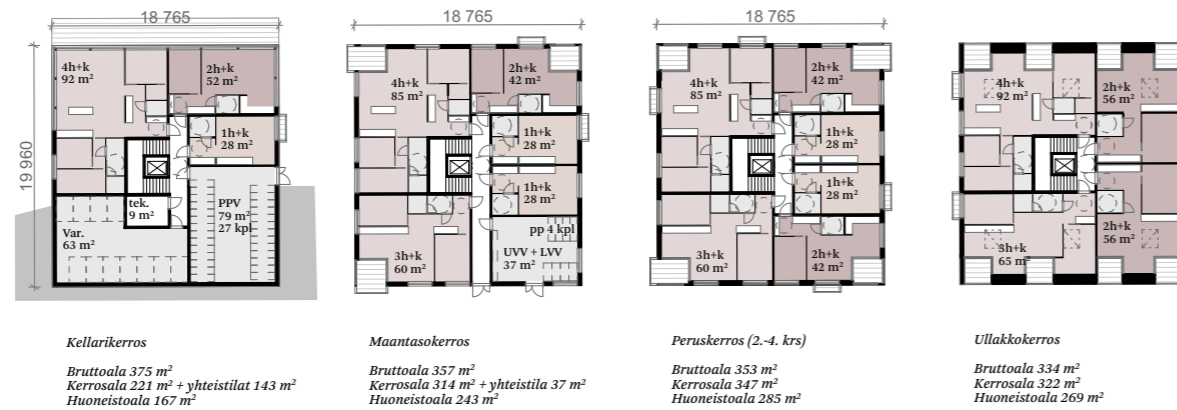 18 765
19 960
4h+k
92 m²
2h+k
52 m²
1h+k
28 m²
tek.
9 m²
PPV
79 m²
27 kpl
Var.
63 m²
Kellarikerros
Bruttoala 375 m²
Kerrosala 221 m² + yhteistilat 143 m²
Huoneistoala 167 m²
18 765
4h+k
85 m²
2h+k
42 m²
1h+k
28 m²
1h+k
28 m²
pp 4 kpl
UVV + LVV
37 m²
3h+k
60 m²
Maantasokerros
Bruttoala 357 m²
Kerrosala 314 m² + yhteistila 37 m²
Huoneistoala 243 m²
18 765
4h+k
85 m²
2h+k
42 m²
1h+k
28 m²
1h+k
28 m²
3h+k
60 m²
2h+k
42 m²
Peruskerros (2.-4. krs)
Bruttoala 353 m²
Kerrosala 347 m²
Huoneistoala 285 m²
4h+k
92 m²
2h+k
56 m²
3h+k
65 m²
2h+k
56 m²
Ullakkokerros
Bruttoala 334 m²
Kerrosala 322 m²
Huoneistoala 269 m²